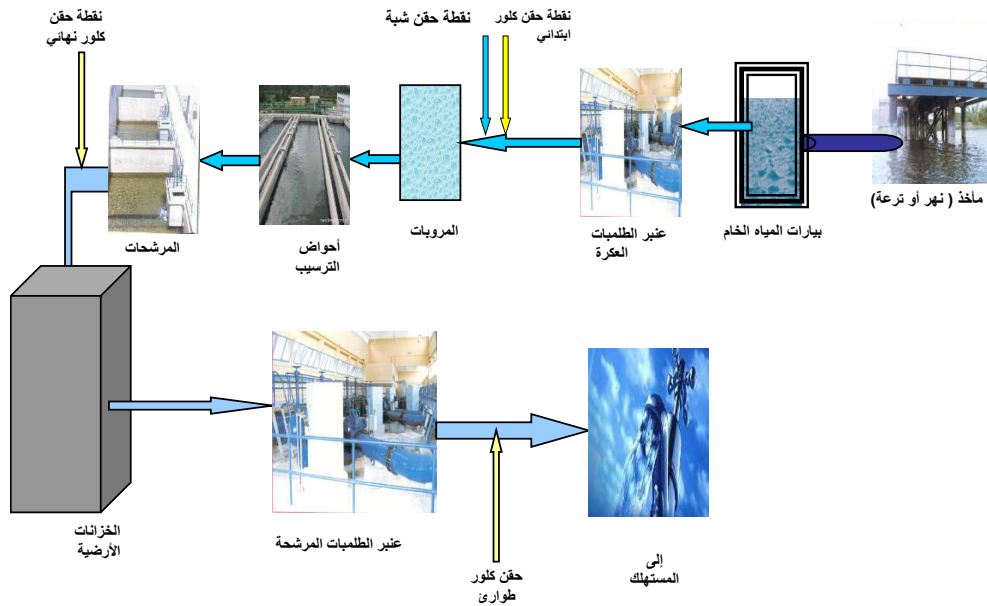 نقطة حقن كلور
ابتدائي
نقطة حقن شبة
نقطة حقن
كلور نهائي
مأخذ ( نهر أو ترعة)
بيارات المياه الخام
عنبر الطلمبات
العكرة
المروبات
أحواض
الترسيب
المرشحات
الخزانات
الأرضية
عنبر الطلمبات المرشحة
حقن كلور
طوارئ
إلى
المستهلك